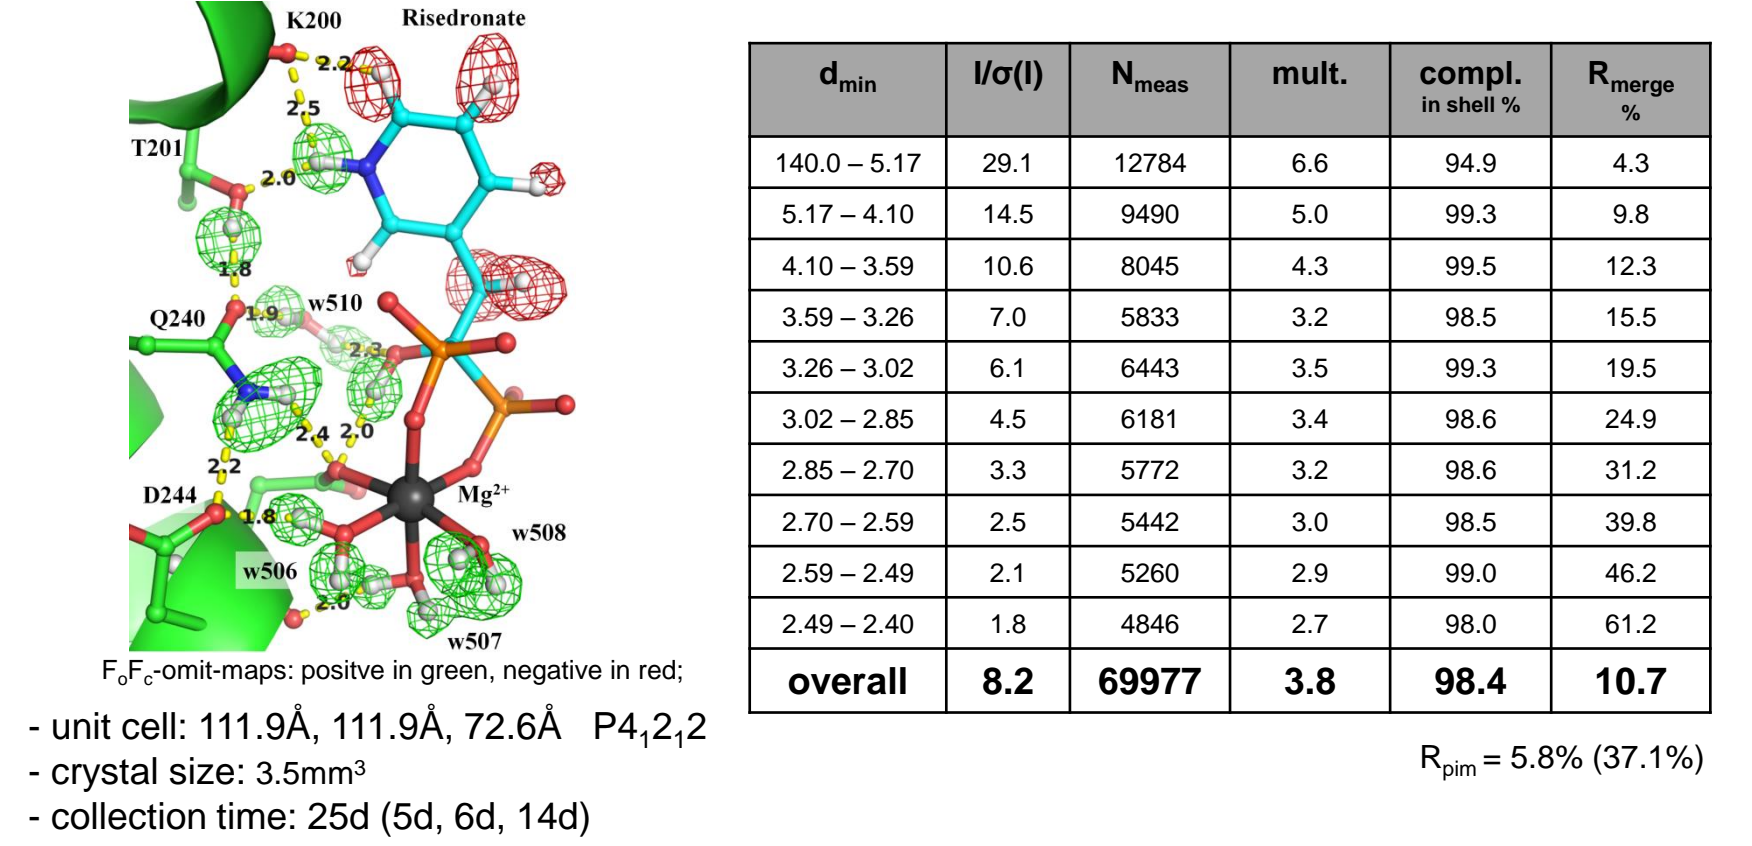 K200 Risedronate
2.2
2.5
T201
2.0
1.8
Q240 1.9 w510
2.3
2.4 2.0
2.2
D244 Mg²⁺
1.8
w508
w506
2.0
w507
FₒF꜀-omit-maps: positve in green, negative in red;
- unit cell: 111.9Å, 111.9Å, 72.6Å P4₁2₁2
- crystal size: 3.5mm³
- collection time: 25d (5d, 6d, 14d)
dmin I/σ(I) Nmeas mult. compl. in shell % Rmerge %
140.0 – 5.17 29.1 12784 6.6 94.9 4.3
5.17 – 4.10 14.5 9490 5.0 99.3 9.8
4.10 – 3.59 10.6 8045 4.3 99.5 12.3
3.59 – 3.26 7.0 5833 3.2 98.5 15.5
3.26 – 3.02 6.1 6443 3.5 99.3 19.5
3.02 – 2.85 4.5 6181 3.4 98.6 24.9
2.85 – 2.70 3.3 5772 3.2 98.6 31.2
2.70 – 2.59 2.5 5442 3.0 98.5 39.8
2.59 – 2.49 2.1 5260 2.9 99.0 46.2
2.49 – 2.40 1.8 4846 2.7 98.0 61.2
overall 8.2 69977 3.8 98.4 10.7
Rpim = 5.8% (37.1%)